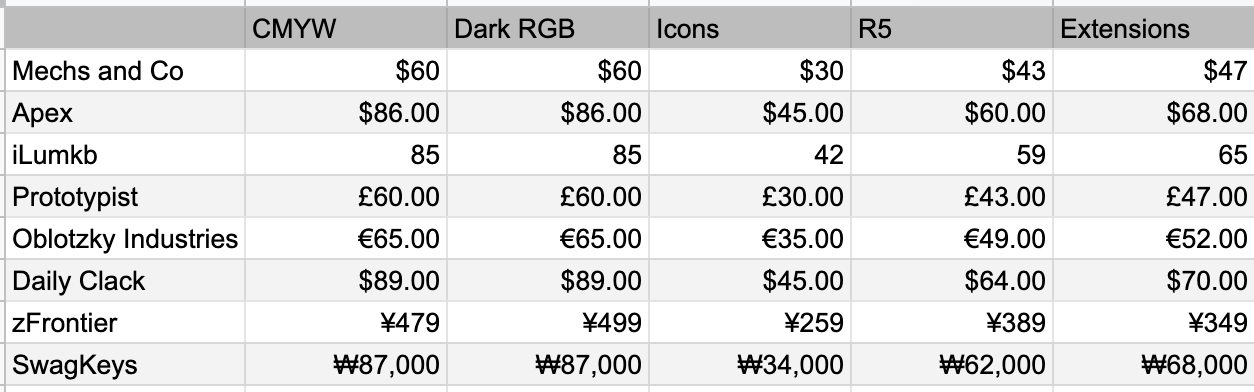 CMYW Dark RGB Icons R5 Extensions
Mechs and Co $60 $60 $30 $43 $47
Apex $86.00 $86.00 $45.00 $60.00 $68.00
iLumkb 85 85 42 59 65
Prototypist £60.00 £60.00 £30.00 £43.00 £47.00
Oblotzky Industries €65.00 €65.00 €35.00 €49.00 €52.00
Daily Clack $89.00 $89.00 $45.00 $64.00 $70.00
zFrontier ¥479 ¥499 ¥259 ¥389 ¥349
SwagKeys ₩87,000 ₩87,000 ₩34,000 ₩62,000 ₩68,000